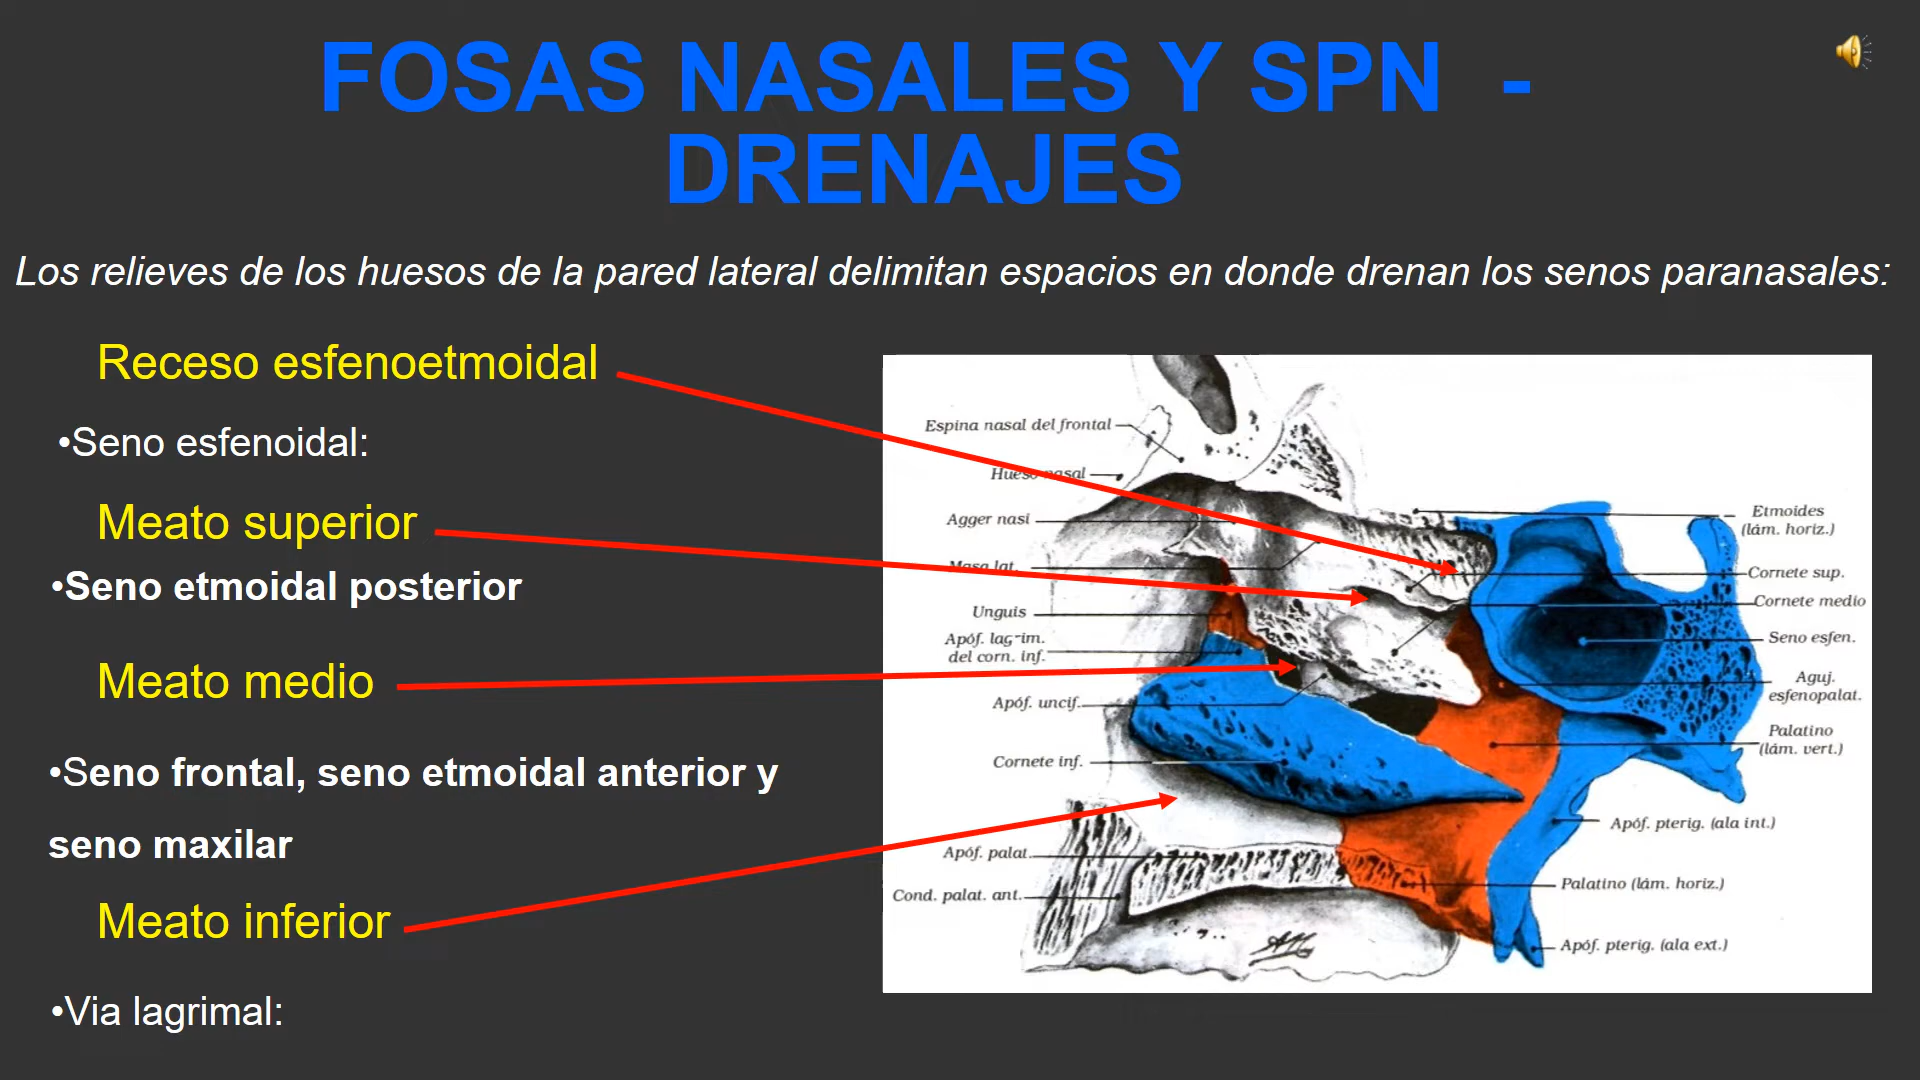 FOSAS NASALES Y SPN -
DRENAJES
Los relieves de los huesos de la pared lateral delimitan espacios en donde drenan los senos paranasales:
Receso esfenoetmoidal
•Seno esfenoidal:
Meato superior
•Seno etmoidal posterior
Meato medio
•Seno frontal, seno etmoidal anterior y
seno maxilar
Meato inferior
•Via lagrimal:
Espina nasal del frontal
Hueso nasal
Agger nasi
Masa lat.
Unguis
Apóf. lag-im.
del corn. inf.
Apóf. uncif.
Cornete inf.
Apóf. palat.
Cond. palat. ant.
Etmoides
(lám. horiz.)
Cornete sup.
Cornete medio
Seno esfen.
Aguj.
esfenopalat.
Palatino
(lám. vert.)
Apóf. pterig. (ala int.)
Palatino (lám. horiz.)
Apóf. pterig. (ala ext.)